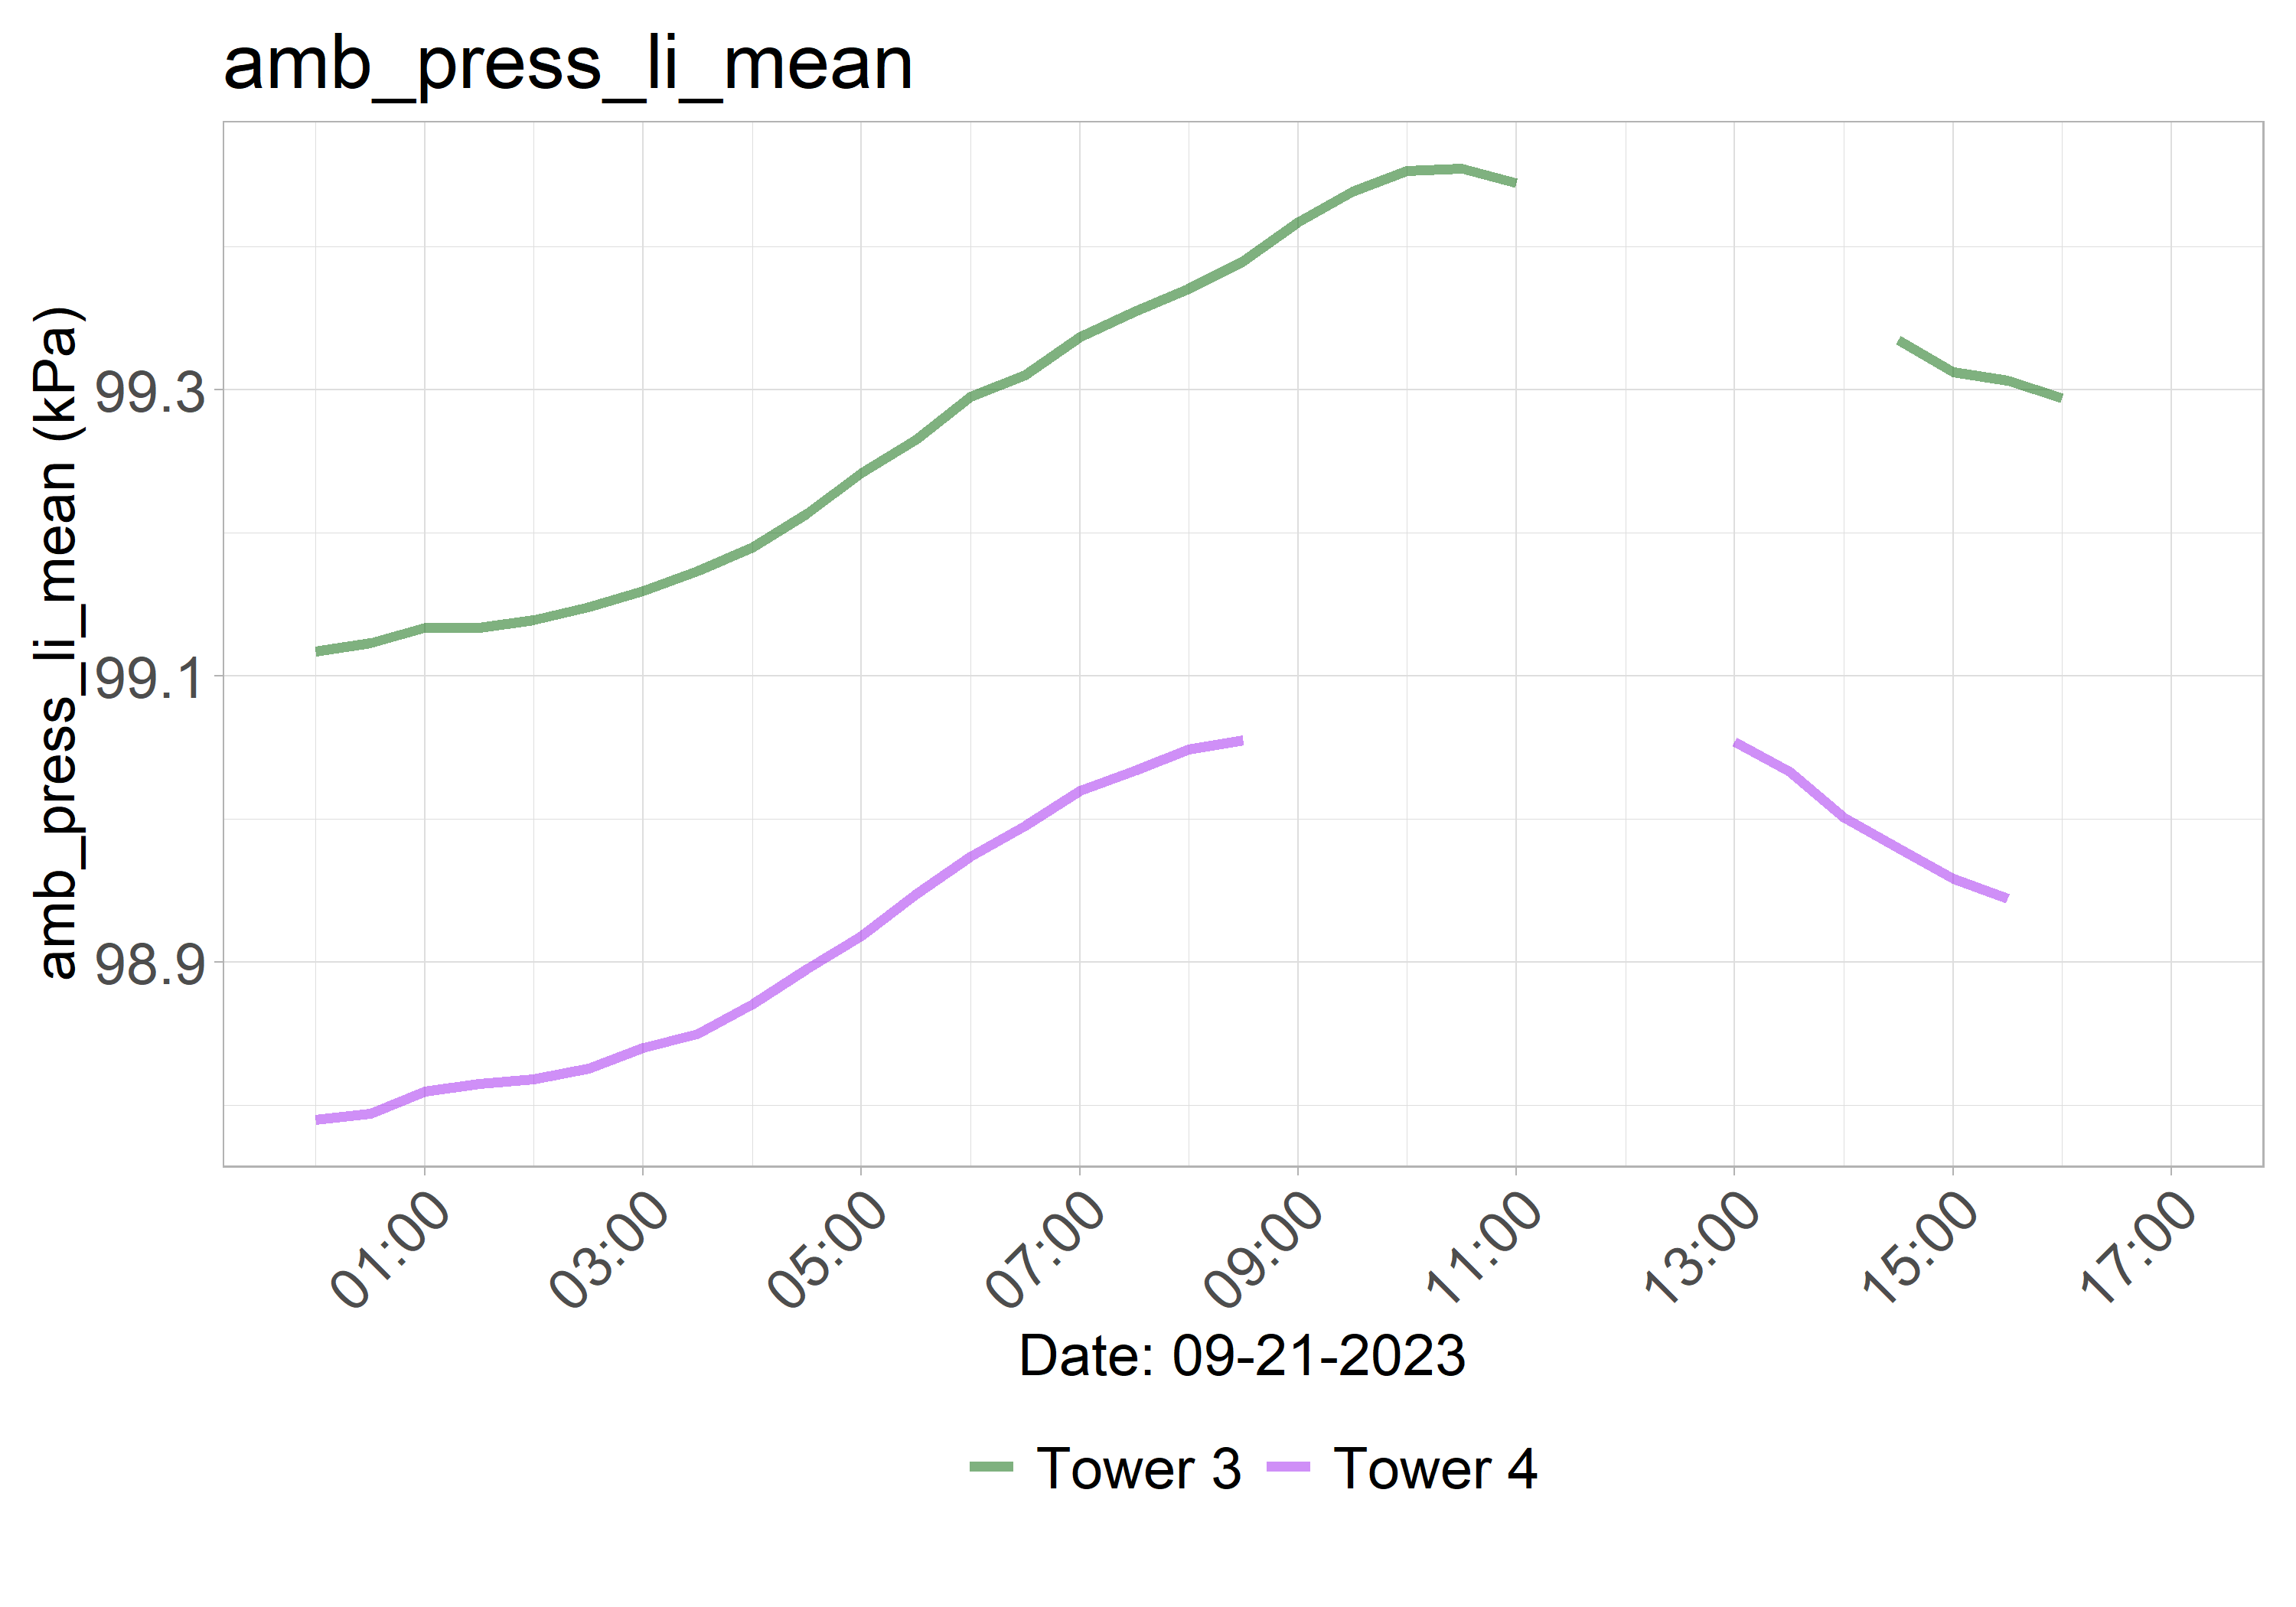 amb_press_li_mean
amb_press_li_mean (kPa)
99.3
99.1
98.9
01:00 03:00 05:00 07:00 09:00 11:00 13:00 15:00 17:00
Date: 09-21-2023
Tower 3 Tower 4